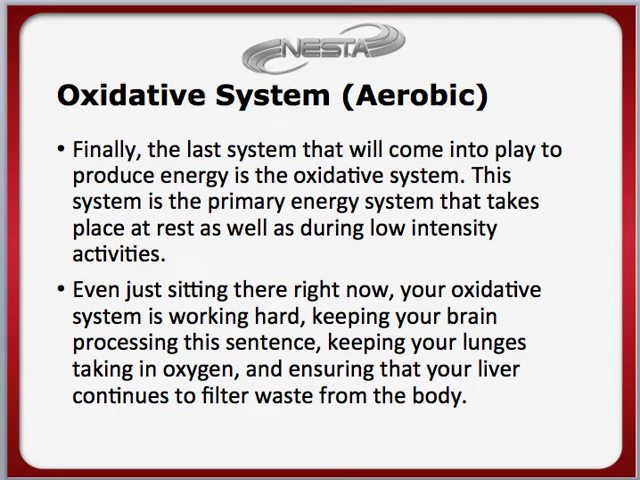 NESTA
Oxidative System (Aerobic)
• Finally, the last system that will come into play to
produce energy is the oxidative system. This
system is the primary energy system that takes
place at rest as well as during low intensity
activities.
• Even just sitting there right now, your oxidative
system is working hard, keeping your brain
processing this sentence, keeping your lunges
taking in oxygen, and ensuring that your liver
continues to filter waste from the body.